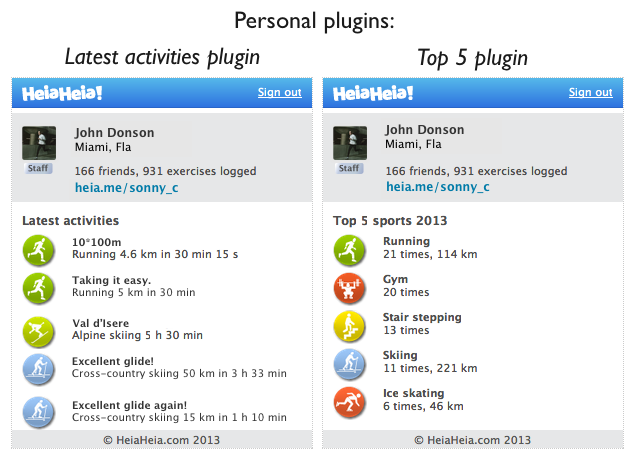 Personal plugins:
Latest activities plugin
HeiaHeia!
Sign out
John Donson
Miami, Fla
Staff
166 friends, 931 exercises logged
heia.me/sonny_c
Latest activities
10*100m
Running 4.6 km in 30 min 15 s
Taking it easy.
Running 5 km in 30 min
Val d'Isere
Alpine skiing 5 h 30 min
Excellent glide!
Cross-country skiing 50 km in 3 h 33 min
Excellent glide again!
Cross-country skiing 15 km in 1 h 10 min
© HeiaHeia.com 2013
Top 5 plugin
HeiaHeia!
Sign out
John Donson
Miami, Fla
Staff
166 friends, 931 exercises logged
heia.me/sonny_c
Top 5 sports 2013
Running
21 times, 114 km
Gym
20 times
Stair stepping
13 times
Skiing
11 times, 221 km
Ice skating
6 times, 46 km
© HeiaHeia.com 2013